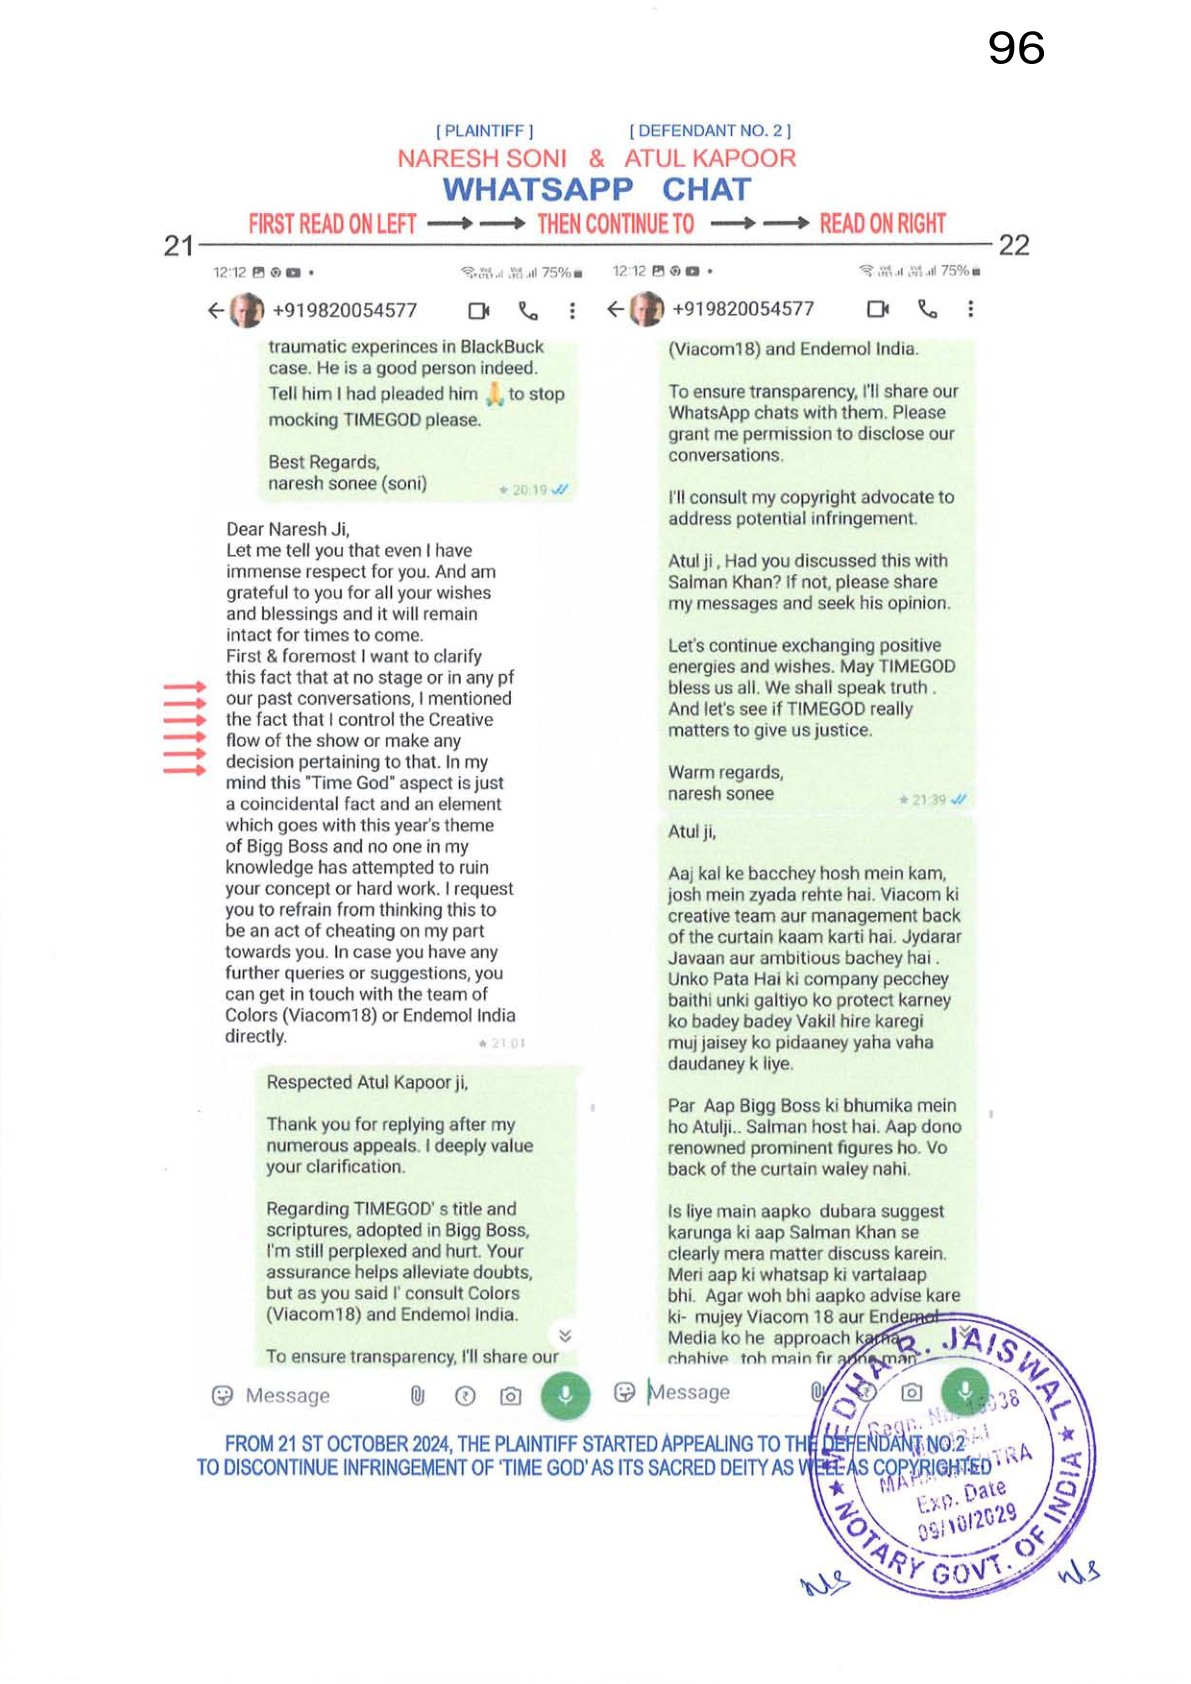 96
[ PLAINTIFF ] [ DEFENDANT NO. 2 ]
NARESH SONI & ATUL KAPOOR
WHATSAPP CHAT
FIRST READ ON LEFT THEN CONTINUE TO READ ON RIGHT
21 22
12:12 75%
+919820054577
traumatic experinces in BlackBuck
case. He is a good person indeed.
Tell him I had pleaded him 🙏 to stop
mocking TIMEGOD please.
Best Regards,
naresh sonee (soni)
20:19
Dear Naresh Ji,
Let me tell you that even I have
immense respect for you. And am
grateful to you for all your wishes
and blessings and it will remain
intact for times to come.
First & foremost I want to clarify
this fact that at no stage or in any pf
our past conversations, I mentioned
the fact that I control the Creative
flow of the show or make any
decision pertaining to that. In my
mind this "Time God" aspect is just
a coincidental fact and an element
which goes with this year's theme
of Bigg Boss and no one in my
knowledge has attempted to ruin
your concept or hard work. I request
you to refrain from thinking this to
be an act of cheating on my part
towards you. In case you have any
further queries or suggestions, you
can get in touch with the team of
Colors (Viacom18) or Endemol India
directly.
21:01
Respected Atul Kapoor ji,
Thank you for replying after my
numerous appeals. I deeply value
your clarification.
Regarding TIMEGOD' s title and
scriptures, adopted in Bigg Boss,
I'm still perplexed and hurt. Your
assurance helps alleviate doubts,
but as you said I' consult Colors
(Viacom18) and Endemol India.
To ensure transparency, I'll share our
Message
12:12 75%
+919820054577
(Viacom18) and Endemol India.
To ensure transparency, I'll share our
WhatsApp chats with them. Please
grant me permission to disclose our
conversations.
I'll consult my copyright advocate to
address potential infringement.
Atul ji , Had you discussed this with
Salman Khan? If not, please share
my messages and seek his opinion.
Let's continue exchanging positive
energies and wishes. May TIMEGOD
bless us all. We shall speak truth .
And let's see if TIMEGOD really
matters to give us justice.
Warm regards,
naresh sonee
21:39
Atul ji,
Aaj kal ke bacchey hosh mein kam,
josh mein zyada rehte hai. Viacom ki
creative team aur management back
of the curtain kaam karti hai. Jydarar
Javaan aur ambitious bachey hai .
Unko Pata Hai ki company pecchey
baithi unki galtiyo ko protect karney
ko badey badey Vakil hire karegi
muj jaisey ko pidaaney yaha vaha
daudaney k liye.
Par Aap Bigg Boss ki bhumika mein
ho Atulji.. Salman host hai. Aap dono
renowned prominent figures ho. Vo
back of the curtain waley nahi.
Is liye main aapko dubara suggest
karunga ki aap Salman Khan se
clearly mera matter discuss karein.
Meri aap ki whatsap ki vartalaap
bhi. Agar woh bhi aapko advise kare
ki- mujey Viacom 18 aur Endemol
Media ko he approach karna
chahiye toh main fir
Message
FROM 21 ST OCTOBER 2024, THE PLAINTIFF STARTED APPEALING TO THE DEFENDANT NO.2
TO DISCONTINUE INFRINGEMENT OF 'TIME GOD' AS ITS SACRED DEITY AS WELL AS COPYRIGHTED
MEDHA R. JAISWAL
MAHARASHTRA
Exp. Date
09/10/2029
NOTARY GOVT. OF INDIA